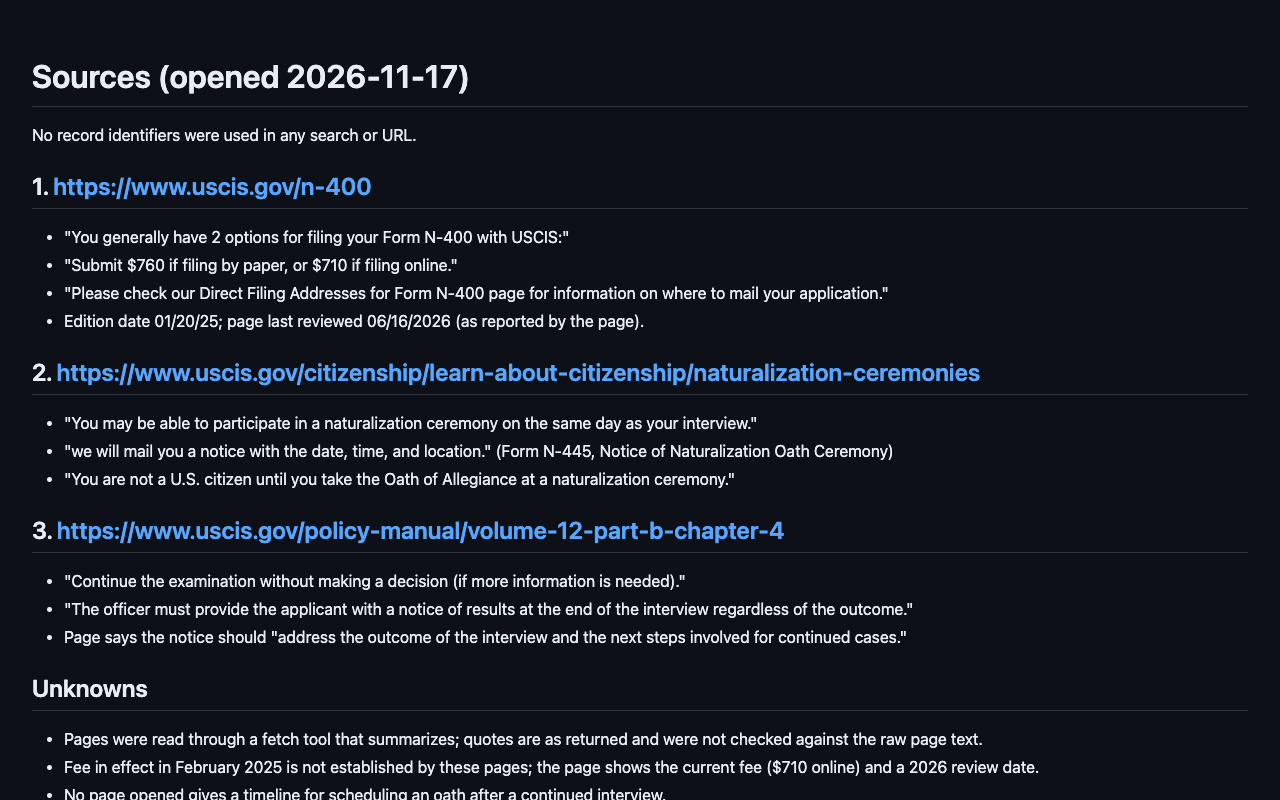 Sources (opened 2026-11-17)
No record identifiers were used in any search or URL.
1. https://www.uscis.gov/n-400
• "You generally have 2 options for filing your Form N-400 with USCIS:"
• "Submit $760 if filing by paper, or $710 if filing online."
• "Please check our Direct Filing Addresses for Form N-400 page for information on where to mail your application."
• Edition date 01/20/25; page last reviewed 06/16/2026 (as reported by the page).
2. https://www.uscis.gov/citizenship/learn-about-citizenship/naturalization-ceremonies
• "You may be able to participate in a naturalization ceremony on the same day as your interview."
• "we will mail you a notice with the date, time, and location." (Form N-445, Notice of Naturalization Oath Ceremony)
• "You are not a U.S. citizen until you take the Oath of Allegiance at a naturalization ceremony."
3. https://www.uscis.gov/policy-manual/volume-12-part-b-chapter-4
• "Continue the examination without making a decision (if more information is needed)."
• "The officer must provide the applicant with a notice of results at the end of the interview regardless of the outcome."
• Page says the notice should "address the outcome of the interview and the next steps involved for continued cases."
Unknowns
• Pages were read through a fetch tool that summarizes; quotes are as returned and were not checked against the raw page text.
• Fee in effect in February 2025 is not established by these pages; the page shows the current fee ($710 online) and a 2026 review date.
• No page opened gives a timeline for scheduling an oath after a continued interview.